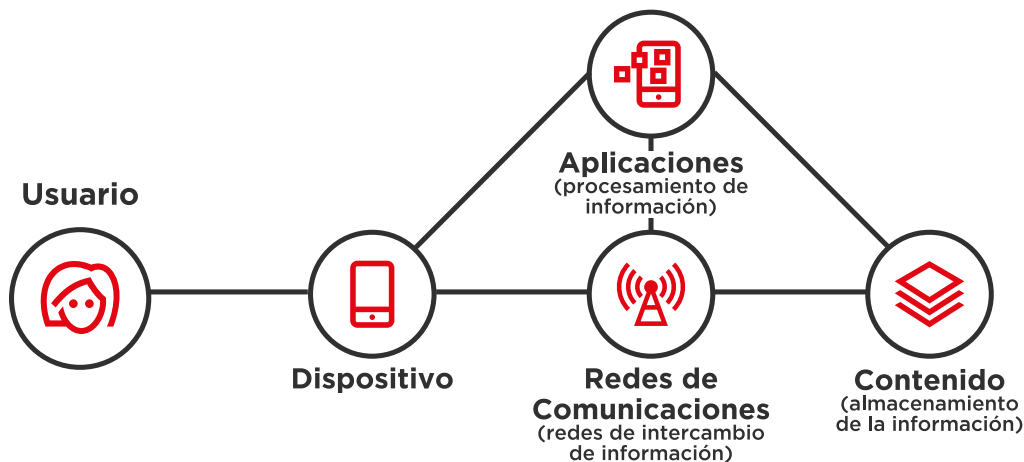 Usuario
Dispositivo
Aplicaciones
(procesamiento de
información)
Redes de
Comunicaciones
(redes de intercambio
de información)
Contenido
(almacenamiento
de la información)